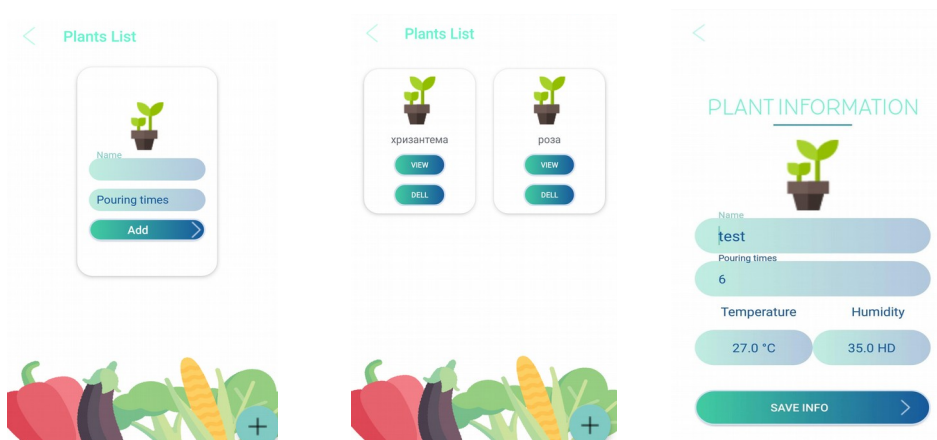 Plants List
Name
Pouring times
Add
Plants List
хризантема
VIEW
DELL
роза
VIEW
DELL
PLANT INFORMATION
Name
test
Pouring times
6
Temperature
Humidity
27.0 °C
35.0 HD
SAVE INFO